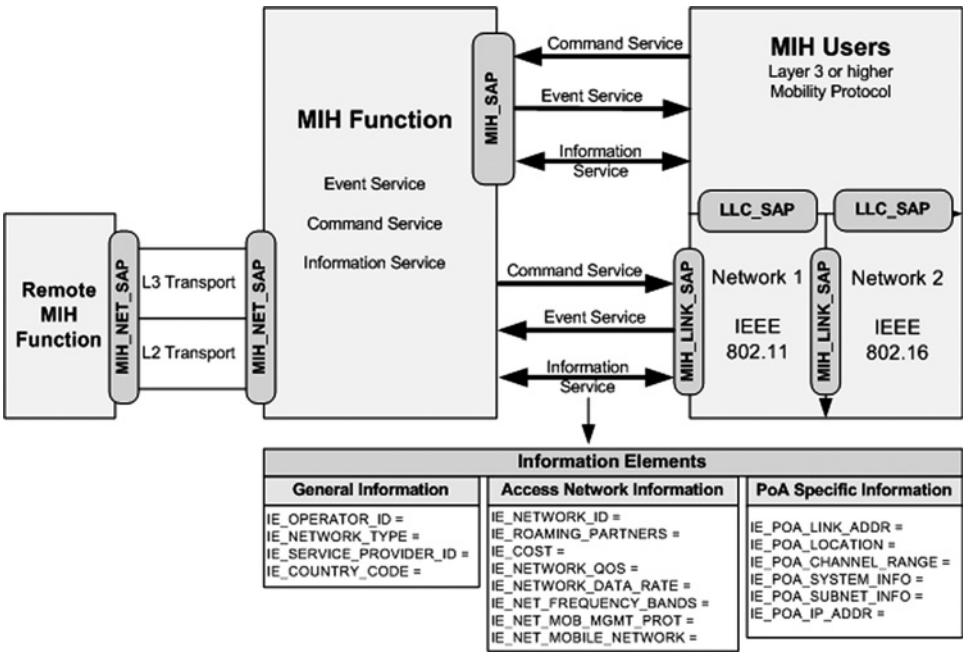 MIH Function
Event Service
Command Service
Information Service
MIH_SAP
Command Service
Event Service
Information
Service
MIH Users
Layer 3 or higher
Mobility Protocol
LLC_SAP
LLC_SAP
Remote
MIH
Function
MIH_NET_SAP
L3 Transport
L2 Transport
MIH_NET_SAP
Command Service
Event Service
Information
Service
MIH_LINK_SAP
Network 1
IEEE
802.11
MIH_LINK_SAP
Network 2
IEEE
802.16
Information Elements
General Information
IE_OPERATOR_ID =
IE_NETWORK_TYPE =
IE_SERVICE_PROVIDER_ID =
IE_COUNTRY_CODE =
Access Network Information
IE_NETWORK_ID =
IE_ROAMING_PARTNERS =
IE_COST =
IE_NETWORK_QOS =
IE_NETWORK_DATA_RATE =
IE_NET_FREQUENCY_BANDS =
IE_NET_MOB_MGMT_PROT =
IE_NET_MOBILE_NETWORK =
PoA Specific Information
IE_POA_LINK_ADDR =
IE_POA_LOCATION =
IE_POA_CHANNEL_RANGE =
IE_POA_SYSTEM_INFO =
IE_POA_SUBNET_INFO =
IE_POA_IP_ADDR =